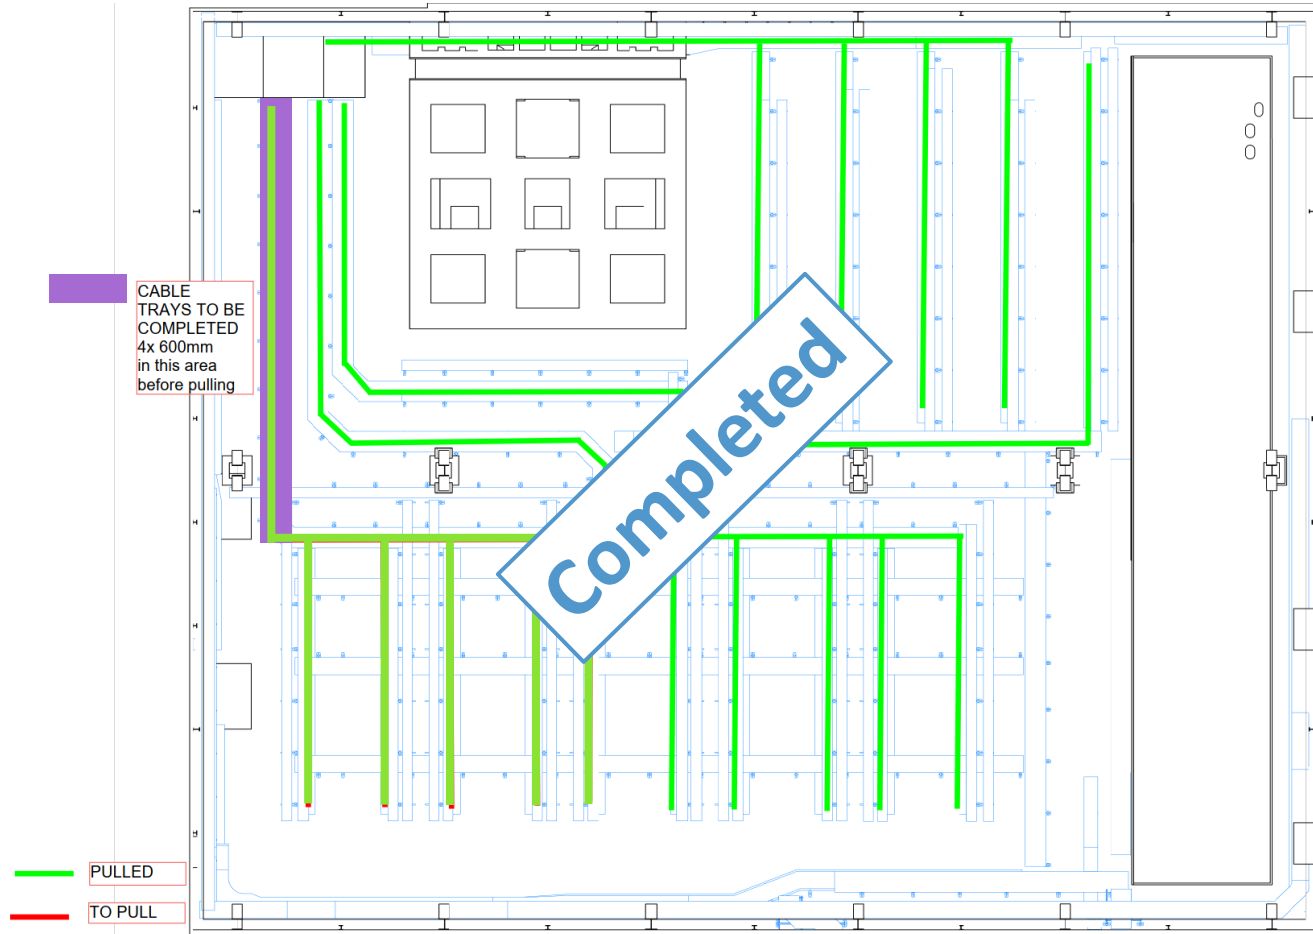 CABLE
TRAYS TO BE
COMPLETED
4x 600mm
in this area
before pulling
Completed
PULLED
TO PULL